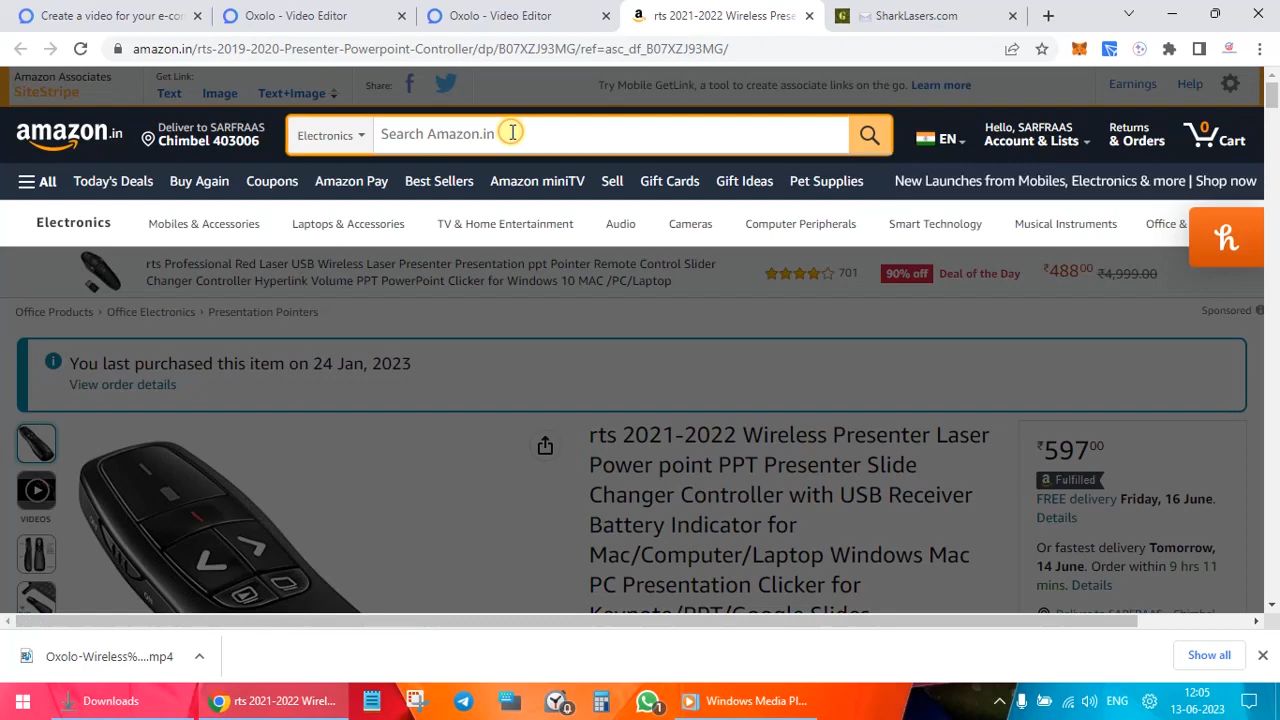 Create a video for your e-con
Oxolo - Video Editor
Oxolo - Video Editor
rts 2021-2022 Wireless Prese
SharkLasers.com
amazon.in/rts-2019-2020-Presenter-Powerpoint-Controller/dp/B07XZJ93MG/ref=asc_df_B07XZJ93MG/
Amazon Associates
SiteStripe
Get Link:
Text Image Text+Image
Share:
Try Mobile GetLink, a tool to create associate links on the go. Learn more
Earnings Help
amazon.in
Deliver to SARFRAAS
Chimbel 403006
Electronics
Search Amazon.in
EN
Hello, SARFRAAS
Account & Lists
Returns
& Orders
0
Cart
All Today's Deals Buy Again Coupons Amazon Pay Best Sellers Amazon miniTV Sell Gift Cards Gift Ideas Pet Supplies New Launches from Mobiles, Electronics & more | Shop now
Electronics Mobiles & Accessories Laptops & Accessories TV & Home Entertainment Audio Cameras Computer Peripherals Smart Technology Musical Instruments Office &
rts Professional Red Laser USB Wireless Laser Presenter Presentation ppt Pointer Remote Control Slider
Changer Controller Hyperlink Volume PPT PowerPoint Clicker for Windows 10 MAC /PC/Laptop
701
90% off Deal of the Day
₹48800 ₹4,999.00
Office Products › Office Electronics › Presentation Pointers
Sponsored
You last purchased this item on 24 Jan, 2023
View order details
VIDEOS
rts 2021-2022 Wireless Presenter Laser
Power point PPT Presenter Slide
Changer Controller with USB Receiver
Battery Indicator for
Mac/Computer/Laptop Windows Mac
PC Presentation Clicker for
Keynote/PPT/Google Slides
₹59700
Fulfilled
FREE delivery Friday, 16 June.
Details
Or fastest delivery Tomorrow,
14 June. Order within 9 hrs 11
mins. Details
Deliver to SARFRAAS - Chimbel
Oxolo-Wireless%....mp4
Show all
Downloads
rts 2021-2022 Wirel...
0
1
Windows Media Pl...
ENG
12:05
13-06-2023